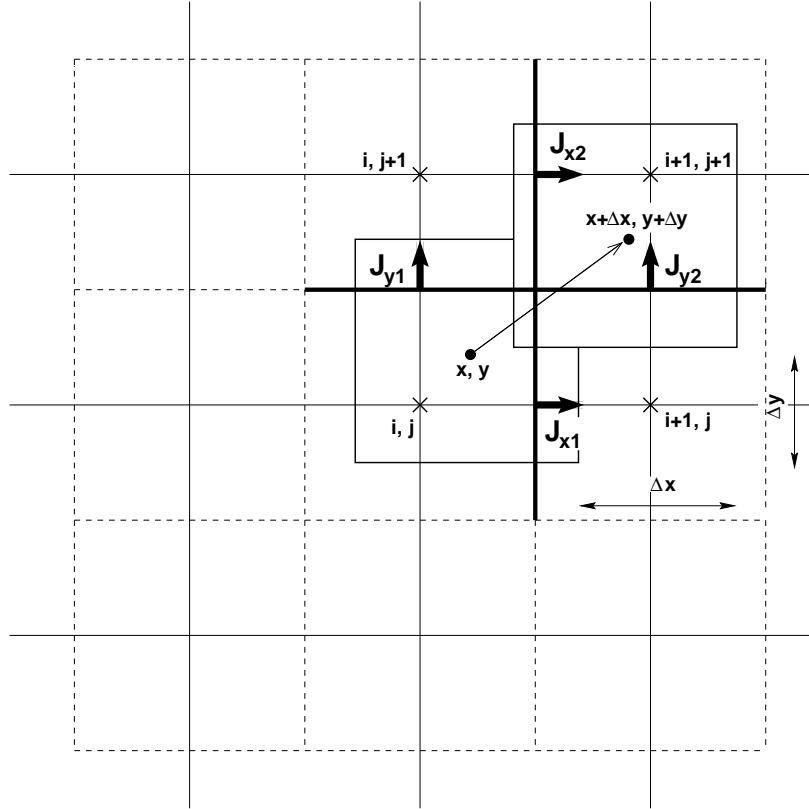 J_x2
i, j+1
i+1, j+1
x+Δx, y+Δy
J_y1
J_y2
x, y
i, j
J_x1
i+1, j
Δy
Δx